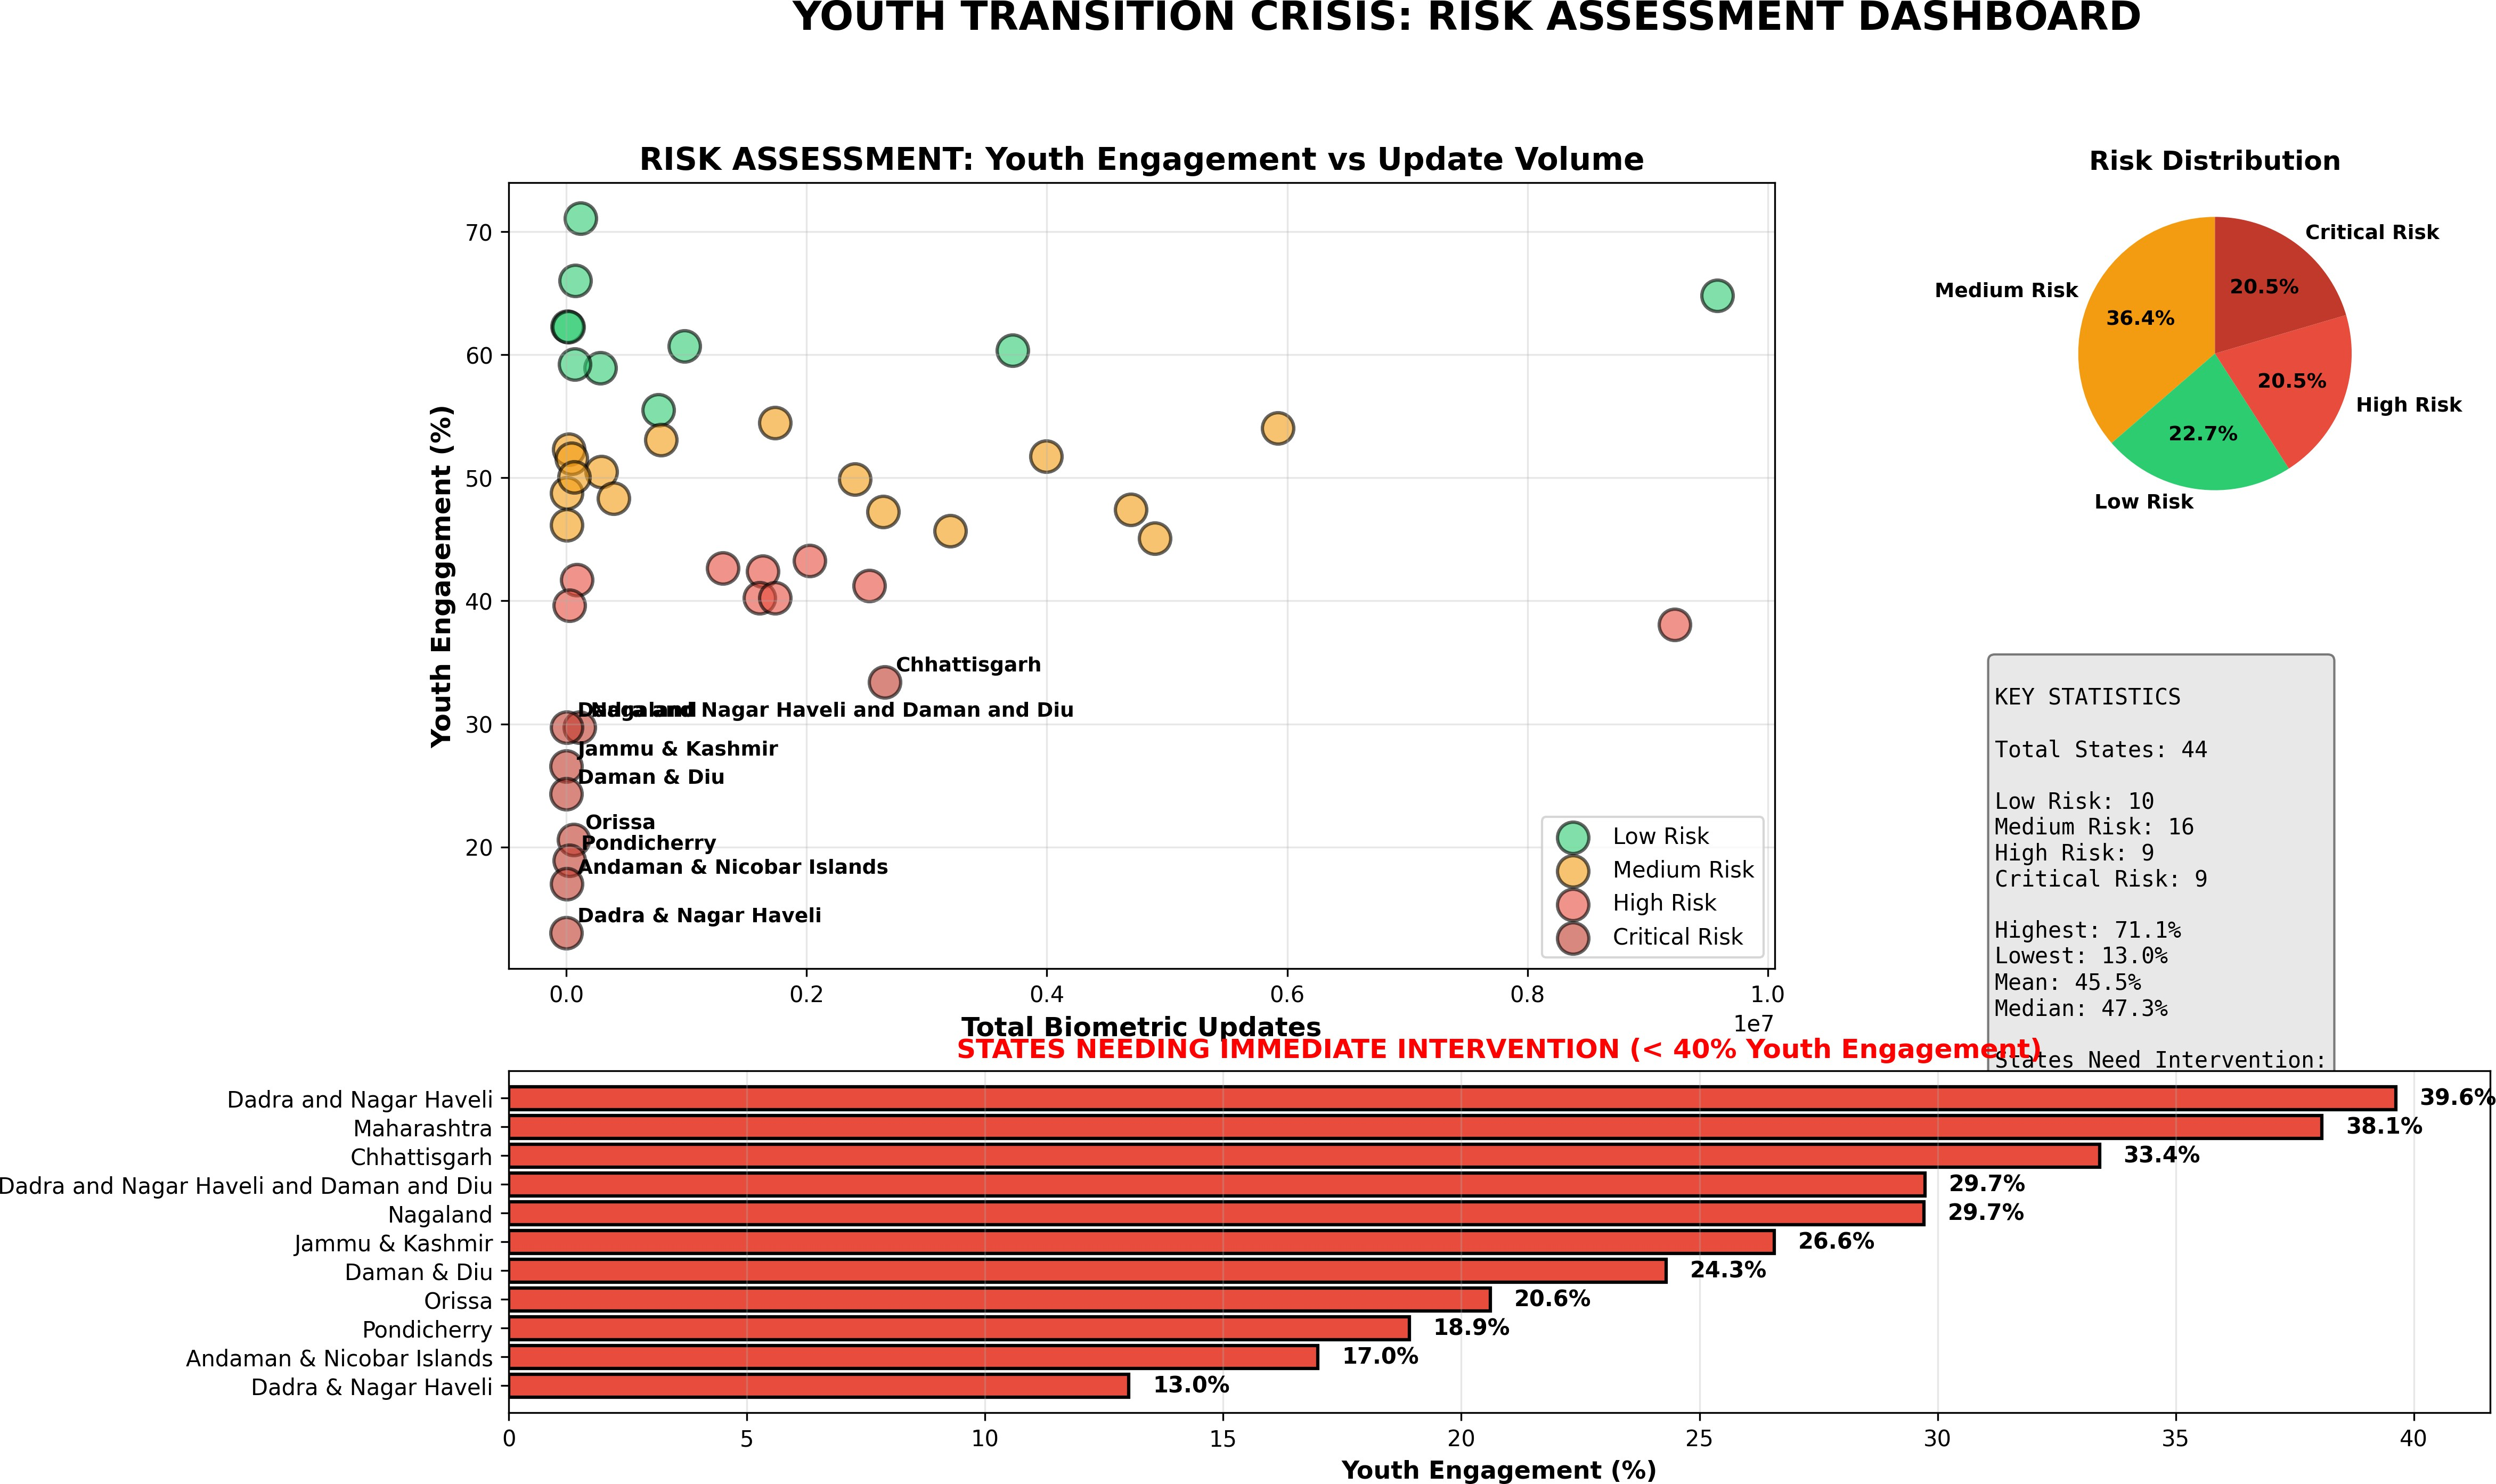 YOUTH TRANSITION CRISIS: RISK ASSESSMENT DASHBOARD
RISK ASSESSMENT: Youth Engagement vs Update Volume
Youth Engagement (%)
70
60
50
40
30
20
Chhattisgarh
Dadra and Nagar Haveli and Daman and Diu
Nagaland
Jammu & Kashmir
Daman & Diu
Orissa
Pondicherry
Andaman & Nicobar Islands
Dadra & Nagar Haveli
Low Risk
Medium Risk
High Risk
Critical Risk
0.0
0.2
0.4
0.6
0.8
1.0
1e7
Total Biometric Updates
Risk Distribution
Critical Risk
20.5%
Medium Risk
36.4%
20.5%
High Risk
22.7%
Low Risk
KEY STATISTICS
Total States: 44
Low Risk: 10
Medium Risk: 16
High Risk: 9
Critical Risk: 9
Highest: 71.1%
Lowest: 13.0%
Mean: 45.5%
Median: 47.3%
States Need Intervention:
STATES NEEDING IMMEDIATE INTERVENTION (< 40% Youth Engagement)
Dadra and Nagar Haveli 39.6%
Maharashtra 38.1%
Chhattisgarh 33.4%
Dadra and Nagar Haveli and Daman and Diu 29.7%
Nagaland 29.7%
Jammu & Kashmir 26.6%
Daman & Diu 24.3%
Orissa 20.6%
Pondicherry 18.9%
Andaman & Nicobar Islands 17.0%
Dadra & Nagar Haveli 13.0%
0
5
10
15
20
25
30
35
40
Youth Engagement (%)